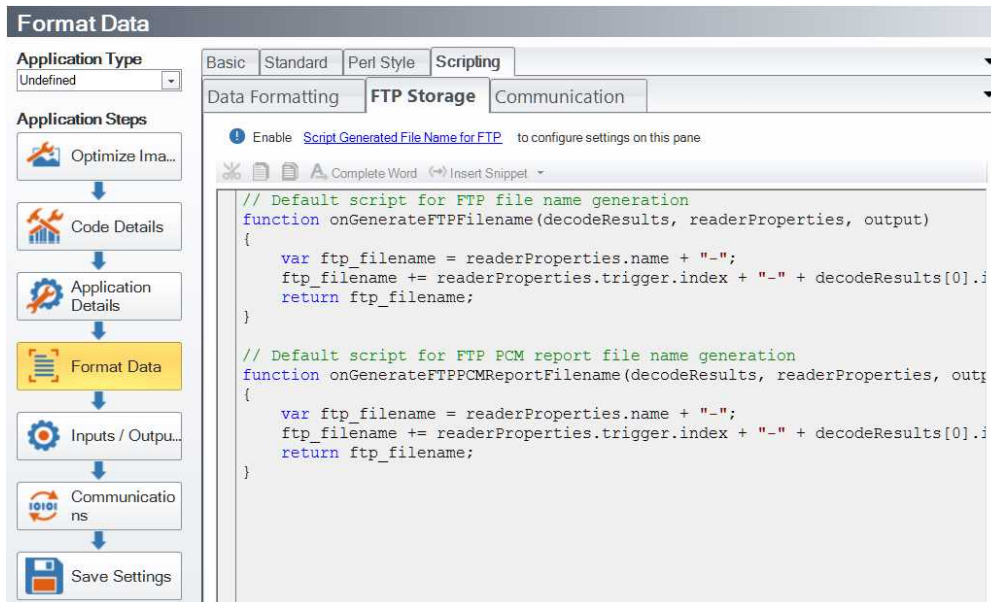 Format Data
Application Type
Undefined
Application Steps
Optimize Ima...
Code Details
Application
Details
Format Data
Inputs / Outpu...
Communicatio
ns
Save Settings
Basic Standard Perl Style Scripting
Data Formatting FTP Storage Communication
Enable Script Generated File Name for FTP to configure settings on this pane
Complete Word Insert Snippet
// Default script for FTP file name generation
function onGenerateFTPFilename(decodeResults, readerProperties, output)
{
var ftp_filename = readerProperties.name + "-";
ftp_filename += readerProperties.trigger.index + "-" + decodeResults[0].i
return ftp_filename;
}
// Default script for FTP PCM report file name generation
function onGenerateFTPPCMReportFilename(decodeResults, readerProperties, outp
{
var ftp_filename = readerProperties.name + "-";
ftp_filename += readerProperties.trigger.index + "-" + decodeResults[0].i
return ftp_filename;
}